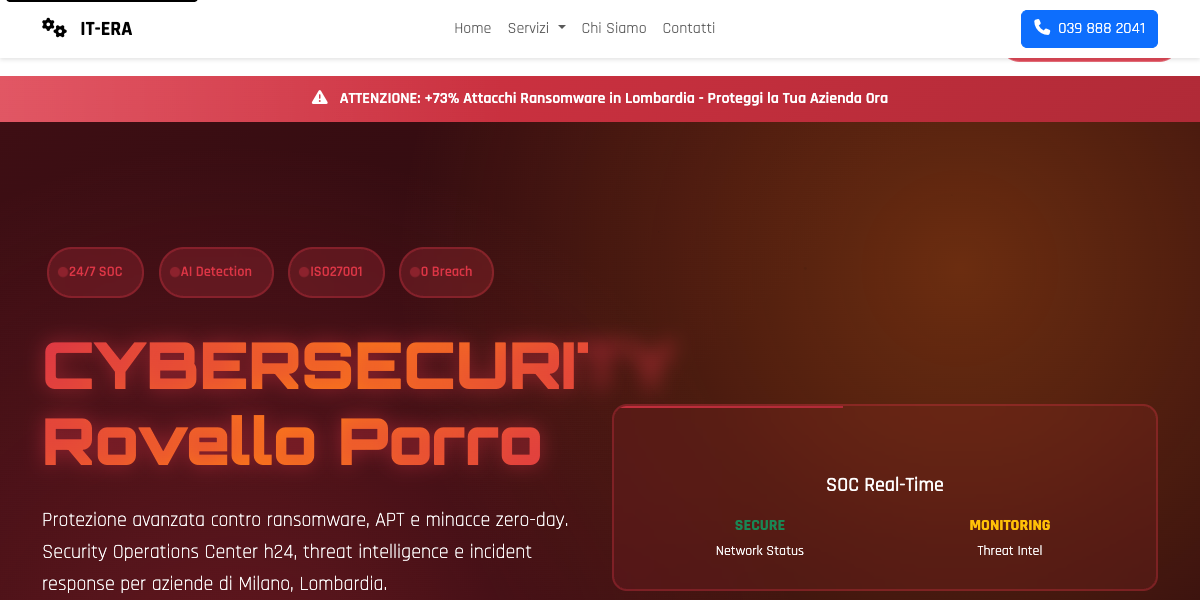 IT-ERA
Home Servizi Chi Siamo Contatti
039 888 2041
ATTENZIONE: +73% Attacchi Ransomware in Lombardia - Proteggi la Tua Azienda Ora
24/7 SOC
AI Detection
ISO27001
0 Breach
CYBERSECURITY
Rovello Porro
Protezione avanzata contro ransomware, APT e minacce zero-day.
Security Operations Center h24, threat intelligence e incident
response per aziende di Milano, Lombardia.
SOC Real-Time
SECURE
Network Status
MONITORING
Threat Intel